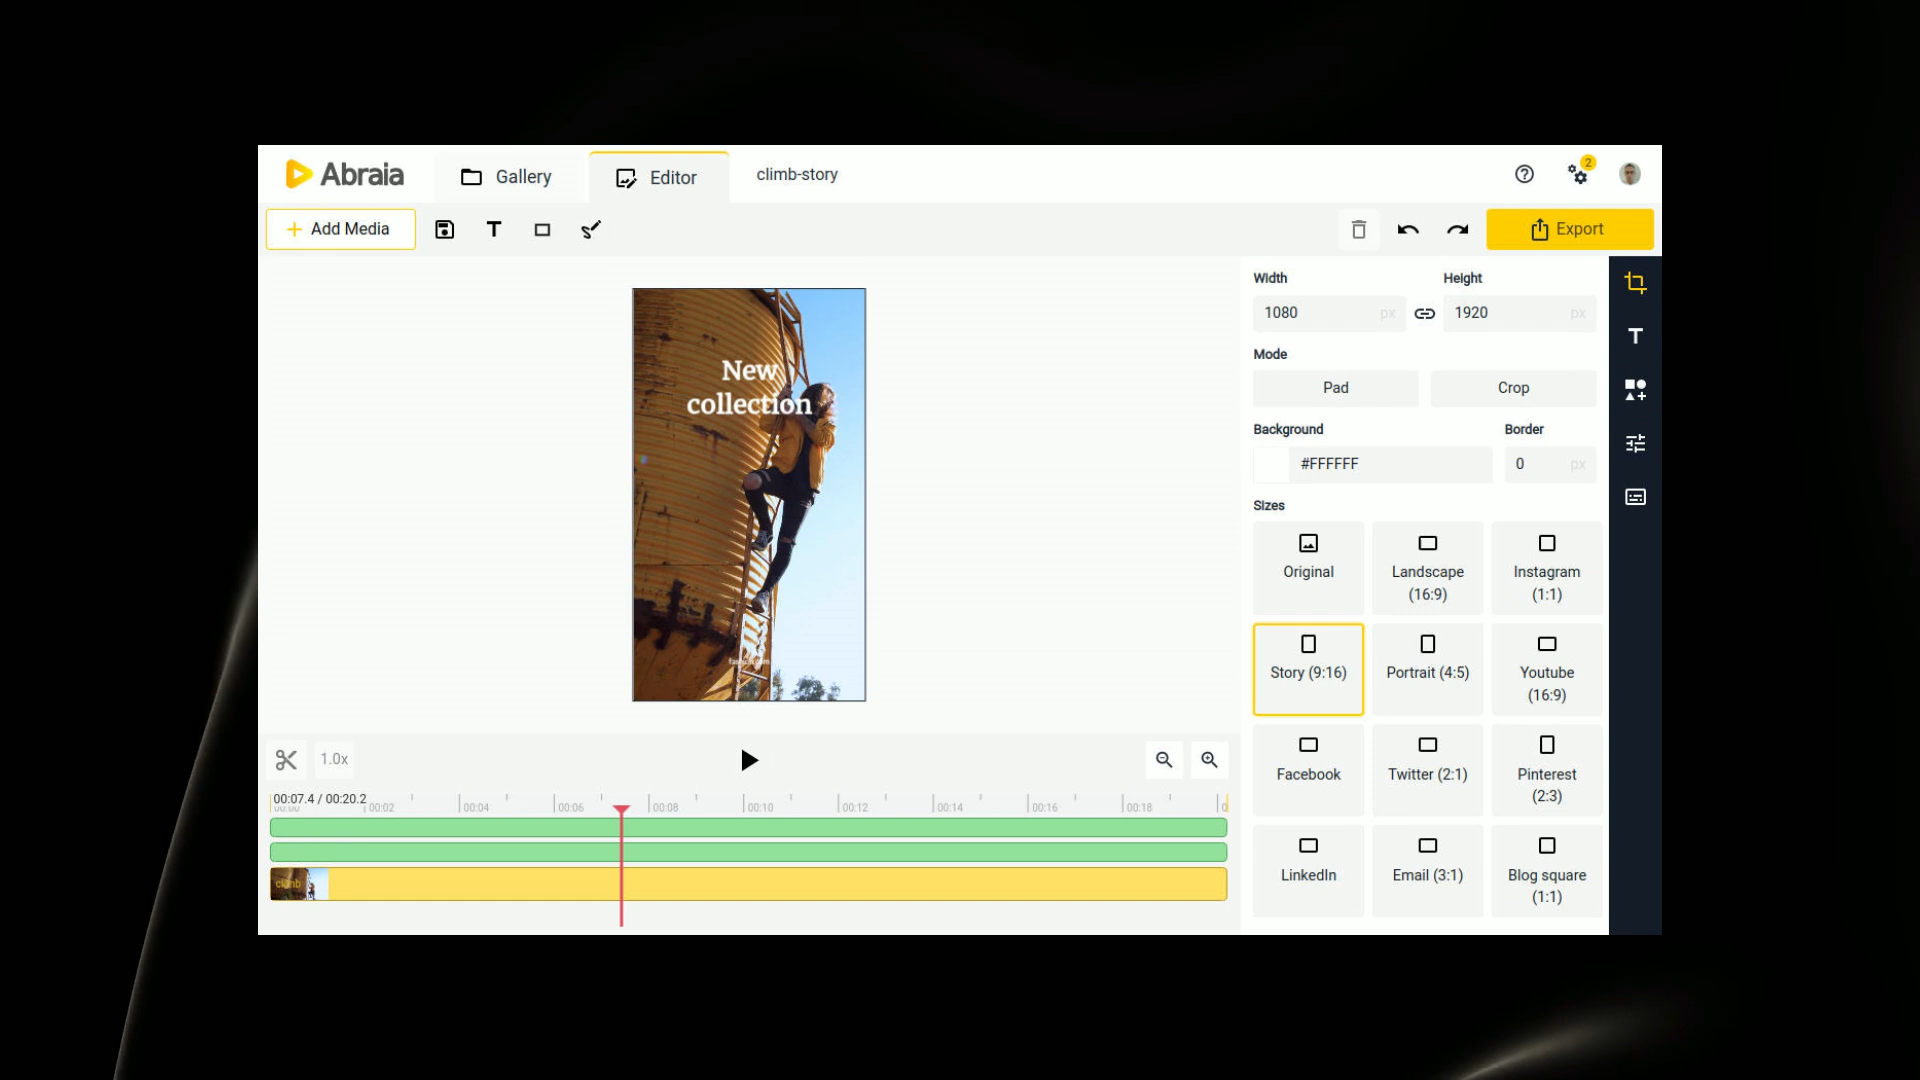 Abraia
Gallery
Editor
climb-story
2
Add Media
T
Export
Width
Height
1080 px
1920 px
Mode
Pad
Crop
Background
Border
#FFFFFF
0 px
Sizes
Original
Landscape
(16:9)
Instagram
(1:1)
Story (9:16)
Portrait (4:5)
Youtube
(16:9)
Facebook
Twitter (2:1)
Pinterest
(2:3)
LinkedIn
Email (3:1)
Blog square
(1:1)
New
collection
1.0x
00:07.4 / 00:20.2
00:00
00:02
00:04
00:06
00:08
00:10
00:12
00:14
00:16
00:18
climb